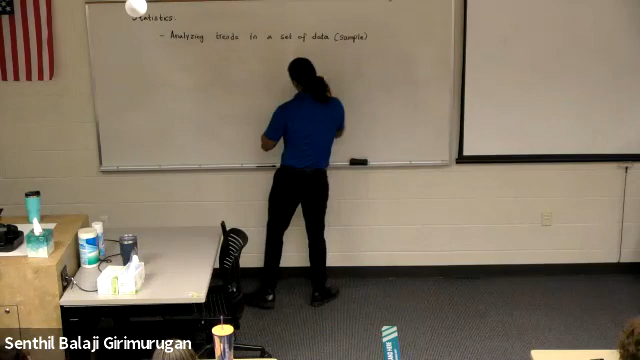 Statistics:
- Analyzing trends in a set of data (sample)
Senthil Balaji Girimurugan